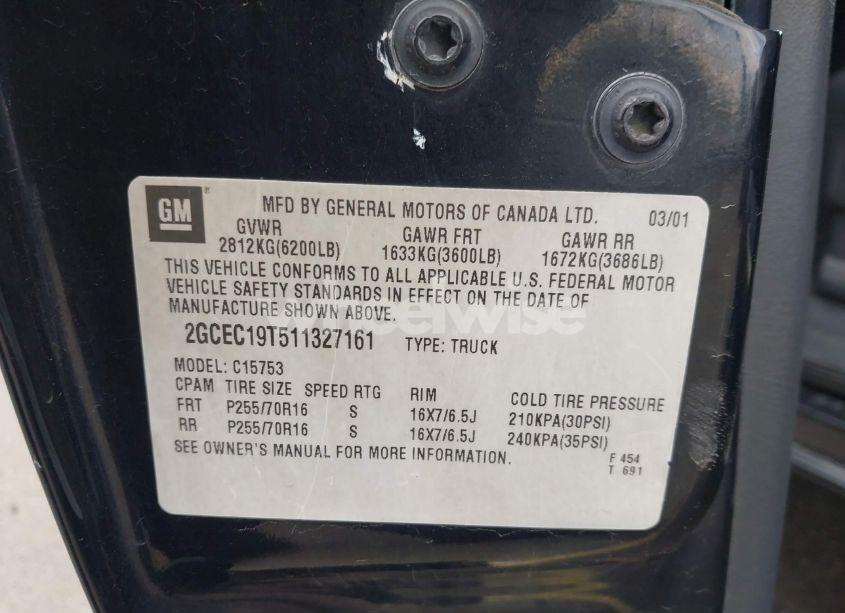 GM MFD BY GENERAL MOTORS OF CANADA LTD. 03/01
GVWR GAWR FRT GAWR RR
2812KG(6200LB) 1633KG(3600LB) 1672KG(3686LB)
THIS VEHICLE CONFORMS TO ALL APPLICABLE U.S. FEDERAL MOTOR
VEHICLE SAFETY STANDARDS IN EFFECT ON THE DATE OF
MANUFACTURE SHOWN ABOVE.
2GCEC19T511327161 TYPE: TRUCK
MODEL: C15753
CPAM TIRE SIZE SPEED RTG RIM COLD TIRE PRESSURE
FRT P255/70R16 S 16X7/6.5J 210KPA(30PSI)
RR P255/70R16 S 16X7/6.5J 240KPA(35PSI)
SEE OWNER'S MANUAL FOR MORE INFORMATION.
F 454
T 691